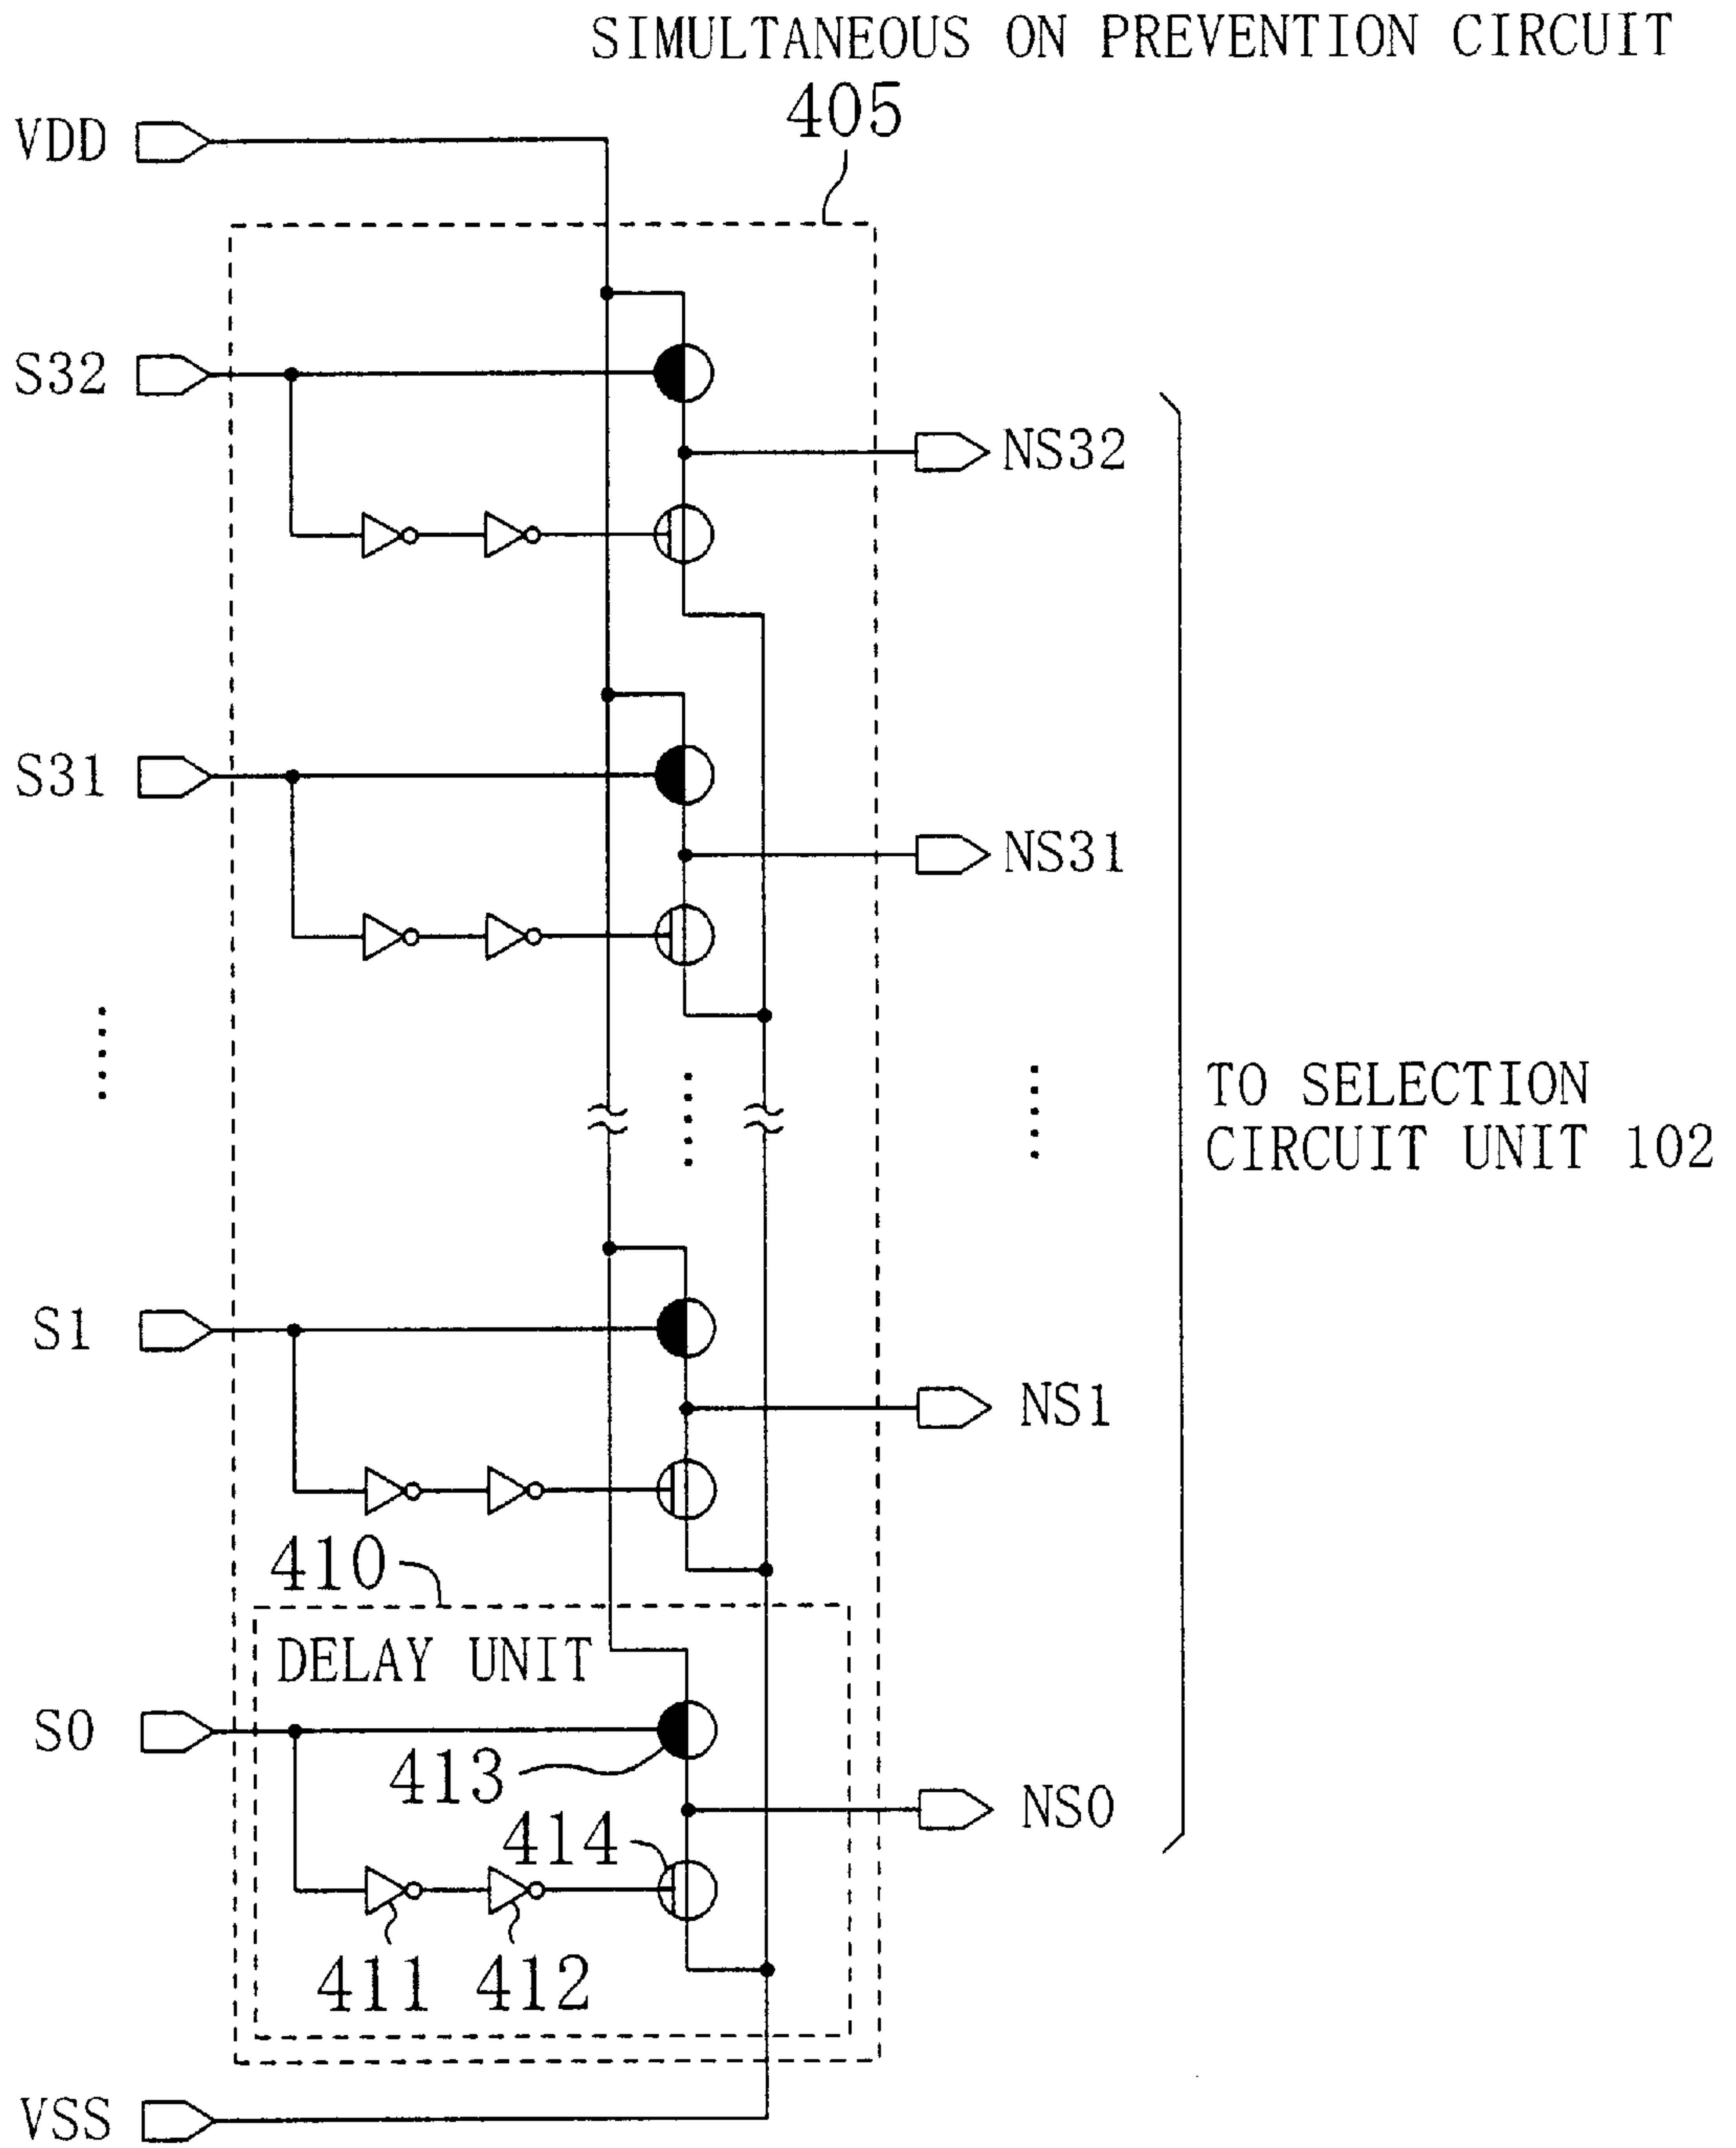 SIMULTANEOUS ON PREVENTION CIRCUIT
405
VDD
S32
NS32
S31
NS31
TO SELECTION
CIRCUIT UNIT 102
S1
NS1
410
DELAY UNIT
S0
413
NS0
414
411
412
VSS